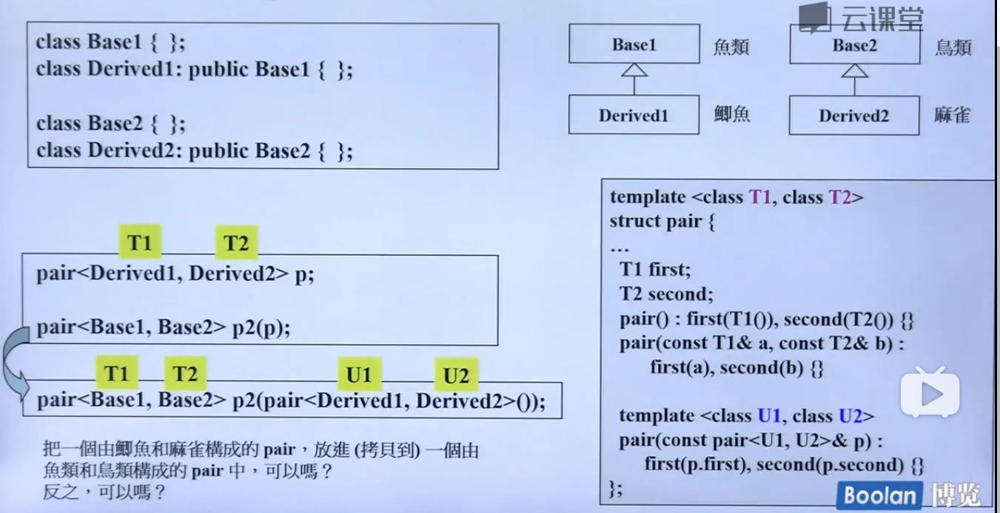 云课堂
class Base1 { };
class Derived1: public Base1 { };
class Base2 { };
class Derived2: public Base2 { };
Base1 魚類
Derived1 鯽魚
Base2 鳥類
Derived2 麻雀
T1 T2
pair<Derived1, Derived2> p;
pair<Base1, Base2> p2(p);
T1 T2 U1 U2
pair<Base1, Base2> p2(pair<Derived1, Derived2>());
把一個由鯽魚和麻雀構成的 pair，放進 (拷貝到) 一個由
魚類和鳥類構成的 pair 中，可以嗎？
反之，可以嗎？
template <class T1, class T2>
struct pair {
...
T1 first;
T2 second;
pair() : first(T1()), second(T2()) {}
pair(const T1& a, const T2& b) :
first(a), second(b) {}
template <class U1, class U2>
pair(const pair<U1, U2>& p) :
first(p.first), second(p.second) {}
};
Boolan 博览